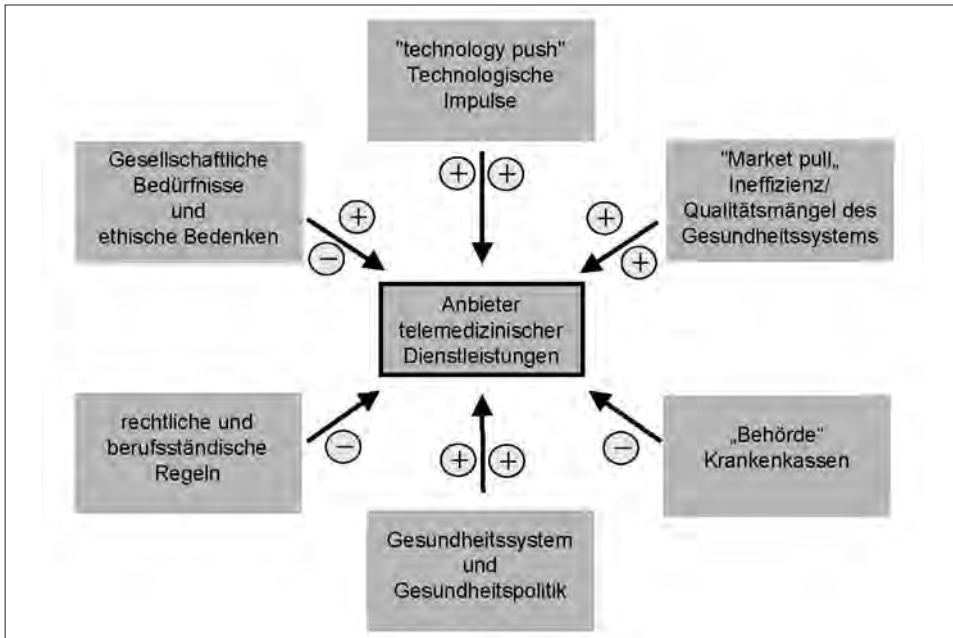 "technology push"
Technologische
Impulse
Gesellschaftliche
Bedürfnisse
und
ethische Bedenken
"Market pull„
Ineffizienz/
Qualitätsmängel des
Gesundheitssystems
+ +
+
−
+
+
Anbieter
telemedizinischer
Dienstleistungen
rechtliche und
berufsständische
Regeln
−
+ +
−
„Behörde“
Krankenkassen
Gesundheitssystem
und
Gesundheitspolitik